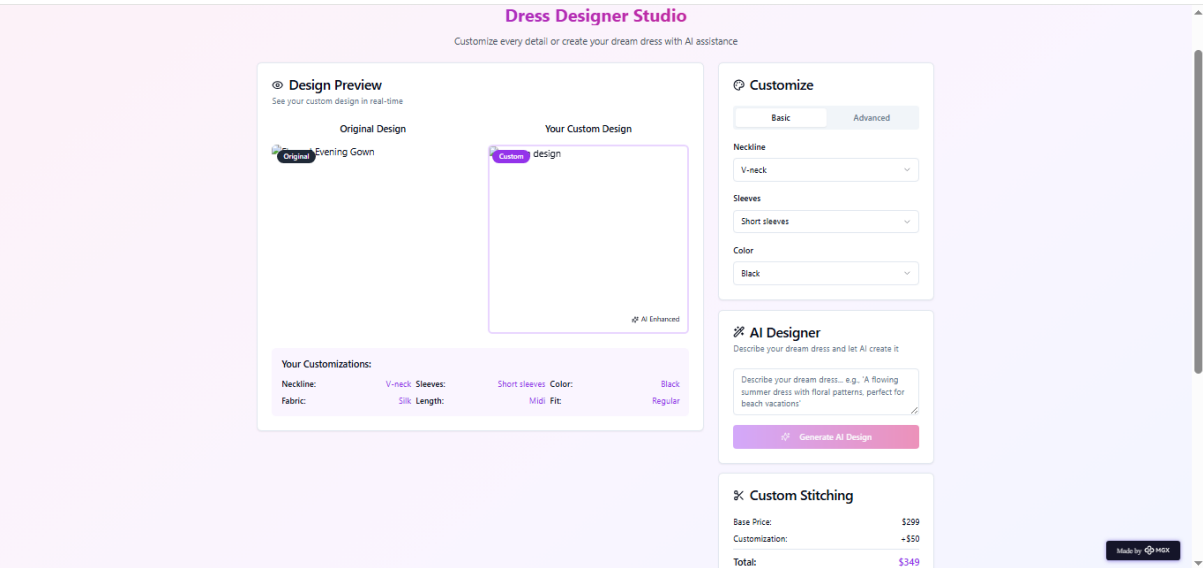 Dress Designer Studio
Customize every detail or create your dream dress with AI assistance
Design Preview
See your custom design in real-time
Original Design
Your Custom Design
Original
Evening Gown
Custom
design
AI Enhanced
Your Customizations:
Neckline: V-neck Sleeves: Short sleeves Color: Black
Fabric: Silk Length: Midi Fit: Regular
Customize
Basic Advanced
Neckline
V-neck
Sleeves
Short sleeves
Color
Black
AI Designer
Describe your dream dress and let AI create it
Describe your dream dress... e.g., 'A flowing
summer dress with floral patterns, perfect for
beach vacations'
Generate AI Design
Custom Stitching
Base Price: $299
Customization: +$50
Total: $349
Made by MGX